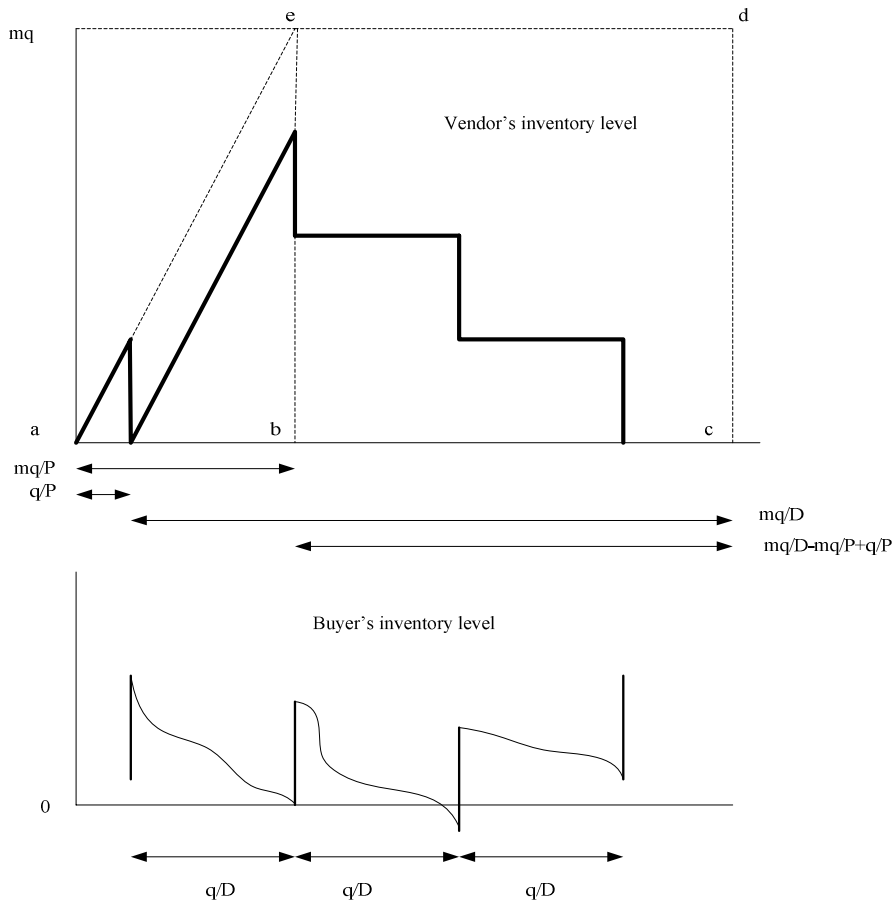 e
d
mq
Vendor's inventory level
a
b
c
mq/P
q/P
mq/D
mq/D-mq/P+q/P
Buyer's inventory level
0
q/D
q/D
q/D